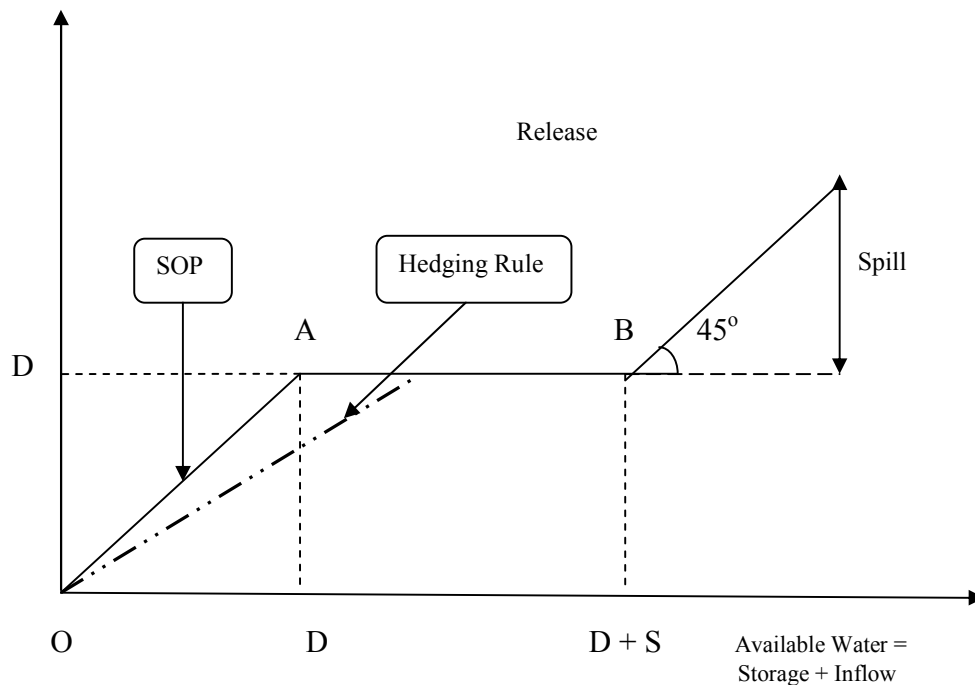 Release
SOP
Hedging Rule
Spill
A
B
45°
D
O
D
D + S
Available Water =
Storage + Inflow